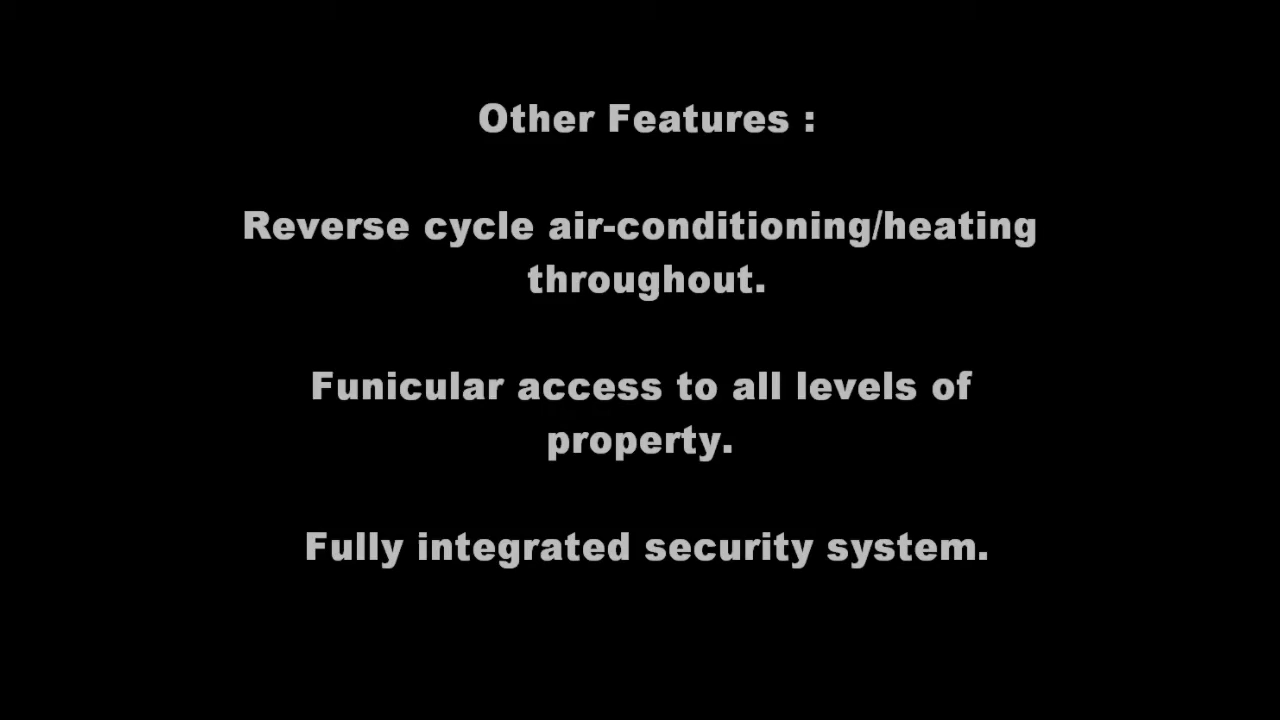 Other Features :
Reverse cycle air-conditioning/heating
throughout.
Funicular access to all levels of
property.
Fully integrated security system.